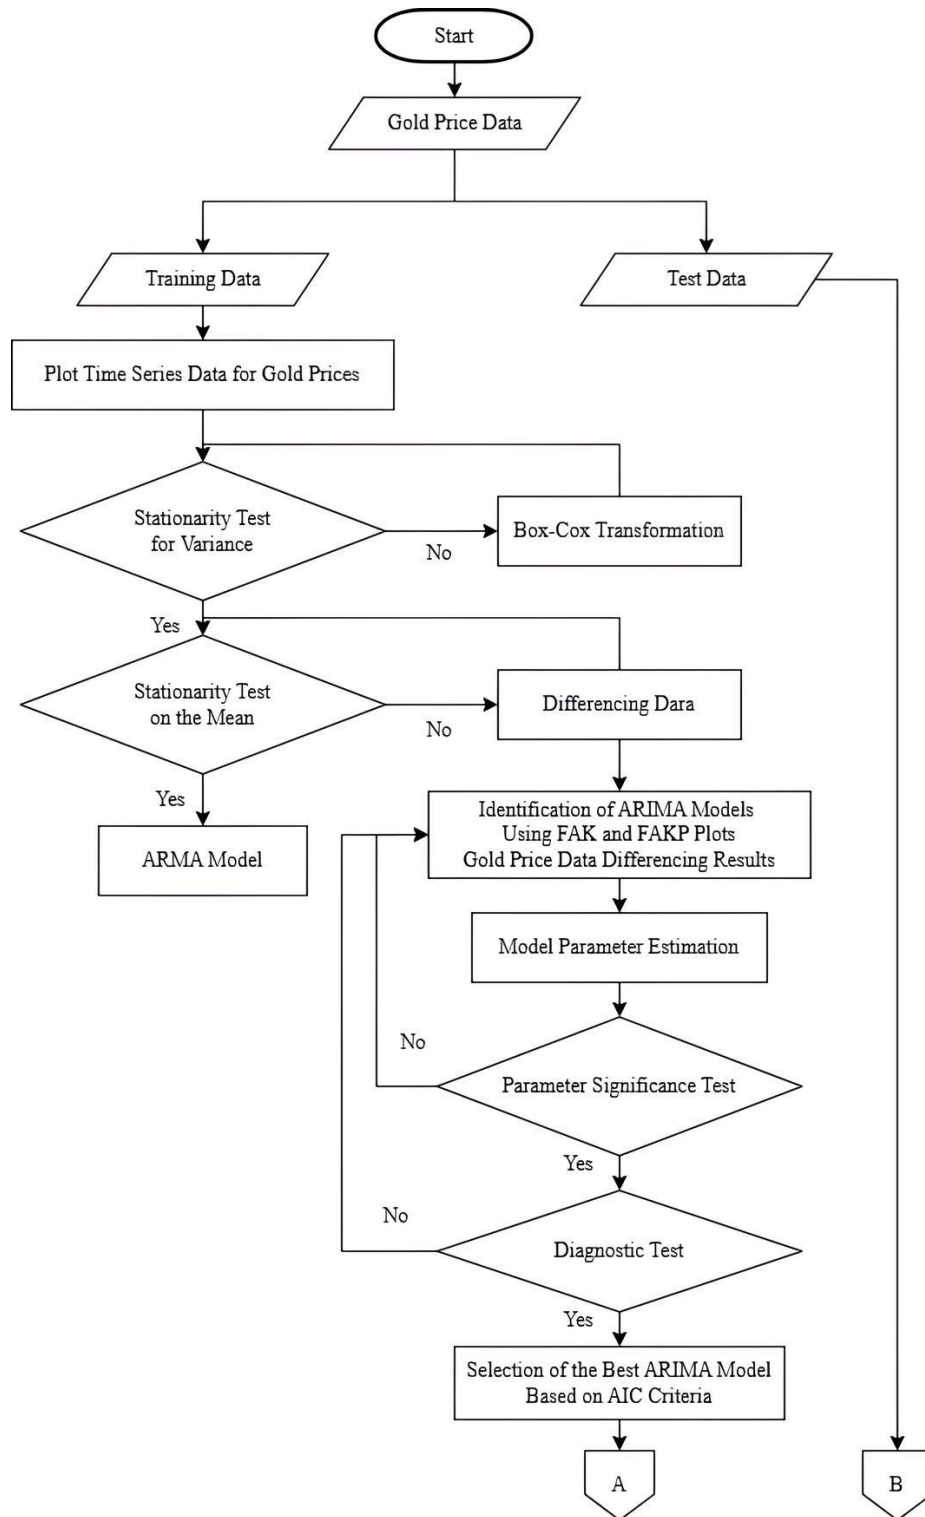 Start
Gold Price Data
Training Data
Test Data
Plot Time Series Data for Gold Prices
Stationarity Test
for Variance
No
Box-Cox Transformation
Yes
Stationarity Test
on the Mean
No
Differencing Dara
Yes
ARMA Model
Identification of ARIMA Models
Using FAK and FAKP Plots
Gold Price Data Differencing Results
Model Parameter Estimation
No
Parameter Significance Test
Yes
No
Diagnostic Test
Yes
Selection of the Best ARIMA Model
Based on AIC Criteria
A
B